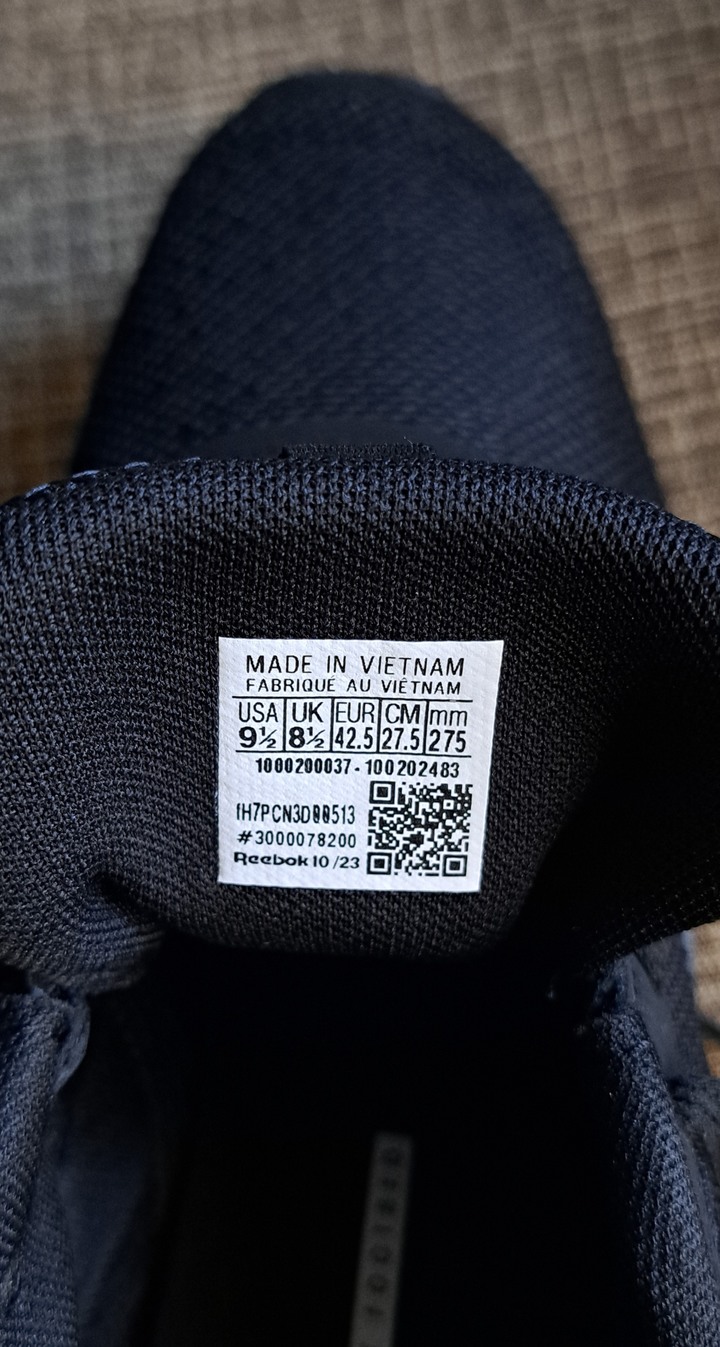 MADE IN VIETNAM
FABRIQUÉ AU VIÊTNAM
USA UK EUR CM mm
9½ 8½ 42.5 27.5 275
1000200037-100202483
1H7PCN3D00513
#3000078200
Reebok 10/23